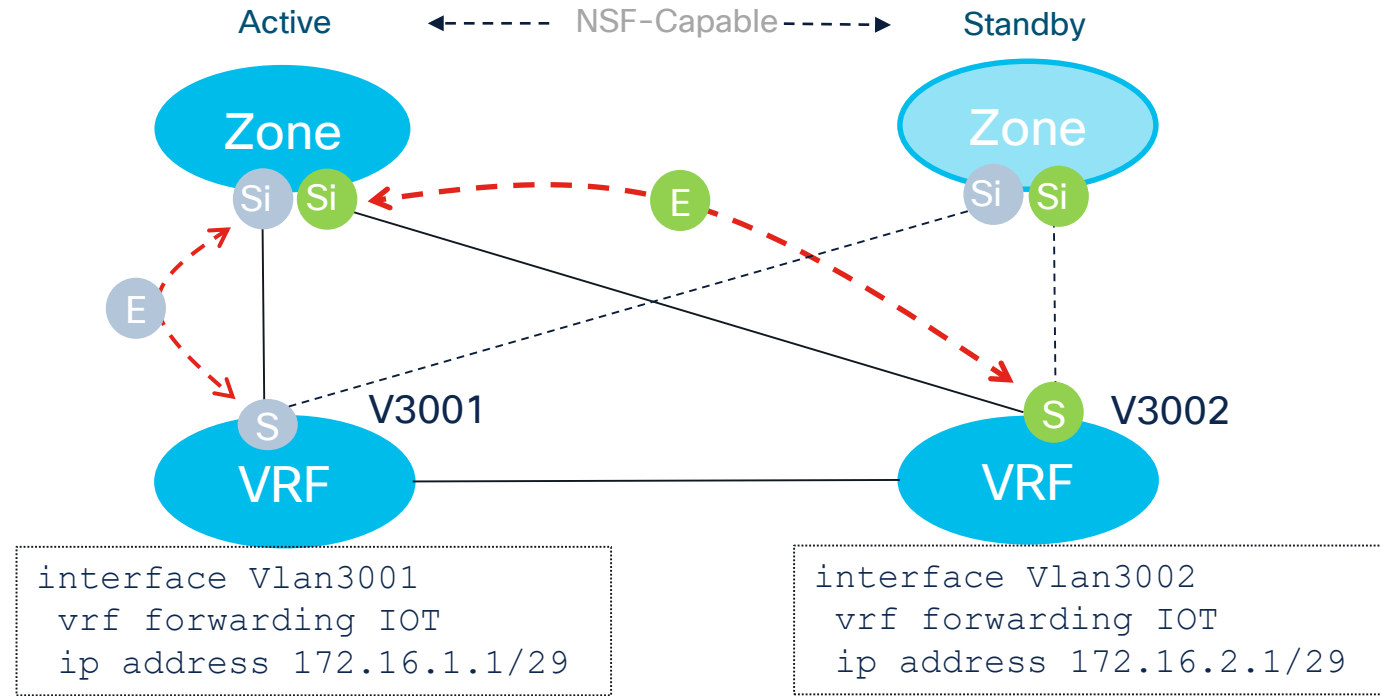 Active
NSF-Capable
Standby
Zone
Zone
Si
Si
E
Si
Si
E
S
V3001
S
V3002
VRF
VRF
interface Vlan3001
vrf forwarding IOT
ip address 172.16.1.1/29
interface Vlan3002
vrf forwarding IOT
ip address 172.16.2.1/29